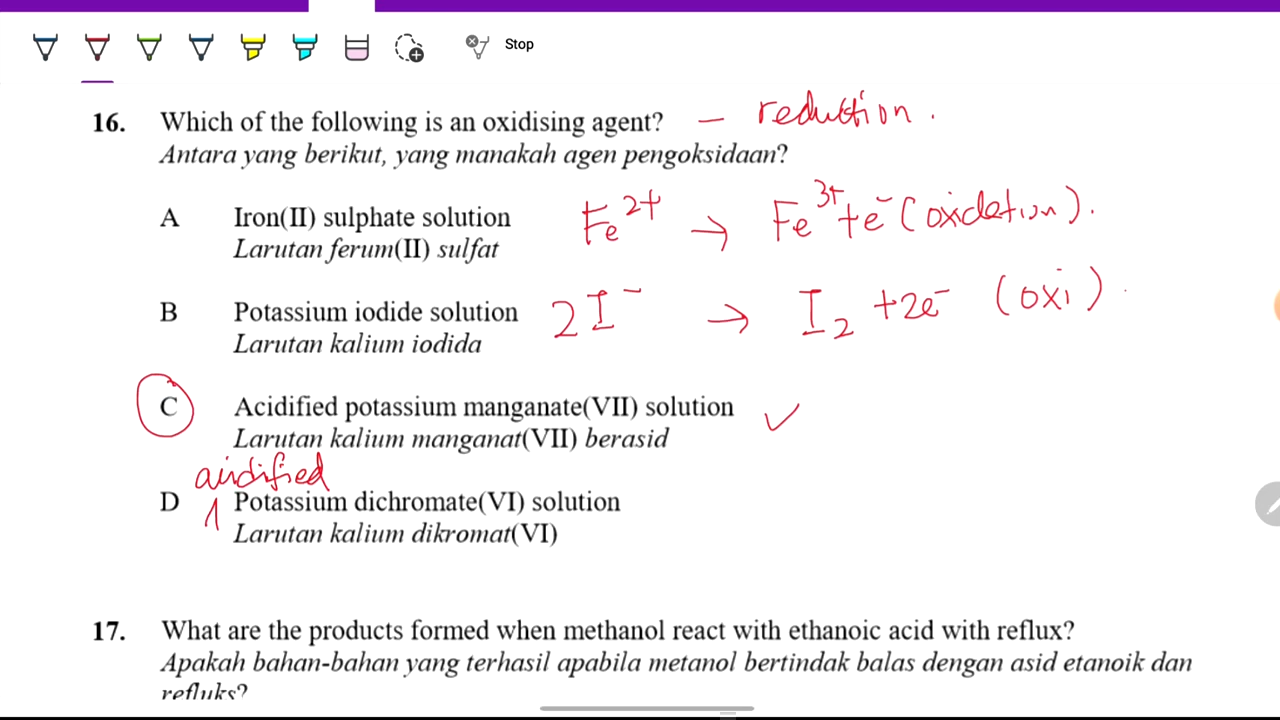 Stop
16. Which of the following is an oxidising agent? – reduction.
Antara yang berikut, yang manakah agen pengoksidaan?
A Iron(II) sulphate solution Fe²⁺ → Fe³⁺ + e⁻ (oxidation).
Larutan ferum(II) sulfat
B Potassium iodide solution 2I⁻ → I₂ + 2e⁻ (oxi).
Larutan kalium iodida
C Acidified potassium manganate(VII) solution ✓
Larutan kalium manganat(VII) berasid
acidified
D Potassium dichromate(VI) solution
Larutan kalium dikromat(VI)
17. What are the products formed when methanol react with ethanoic acid with reflux?
Apakah bahan-bahan yang terhasil apabila metanol bertindak balas dengan asid etanoik dan
refluks?